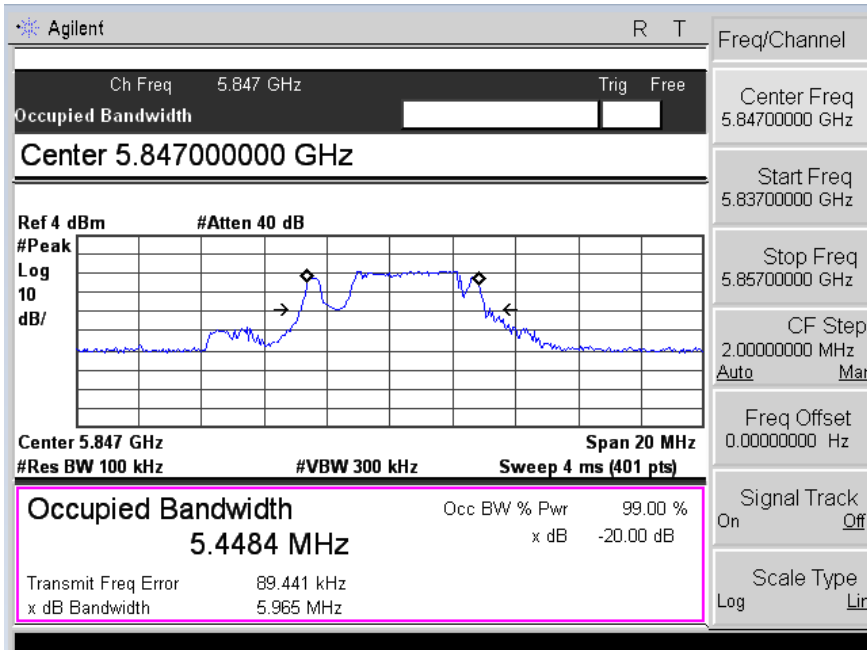 Agilent R T
Freq/Channel
Ch Freq 5.847 GHz Trig Free
Occupied Bandwidth
Center 5.847000000 GHz
Ref 4 dBm #Atten 40 dB
#Peak
Log
10
dB/
Center 5.847 GHz Span 20 MHz
#Res BW 100 kHz #VBW 300 kHz Sweep 4 ms (401 pts)
Occupied Bandwidth Occ BW % Pwr 99.00 %
5.4484 MHz x dB -20.00 dB
Transmit Freq Error 89.441 kHz
x dB Bandwidth 5.965 MHz
Center Freq
5.84700000 GHz
Start Freq
5.83700000 GHz
Stop Freq
5.85700000 GHz
CF Step
2.00000000 MHz
Auto Man
Freq Offset
0.00000000 Hz
Signal Track
On Off
Scale Type
Log Lin